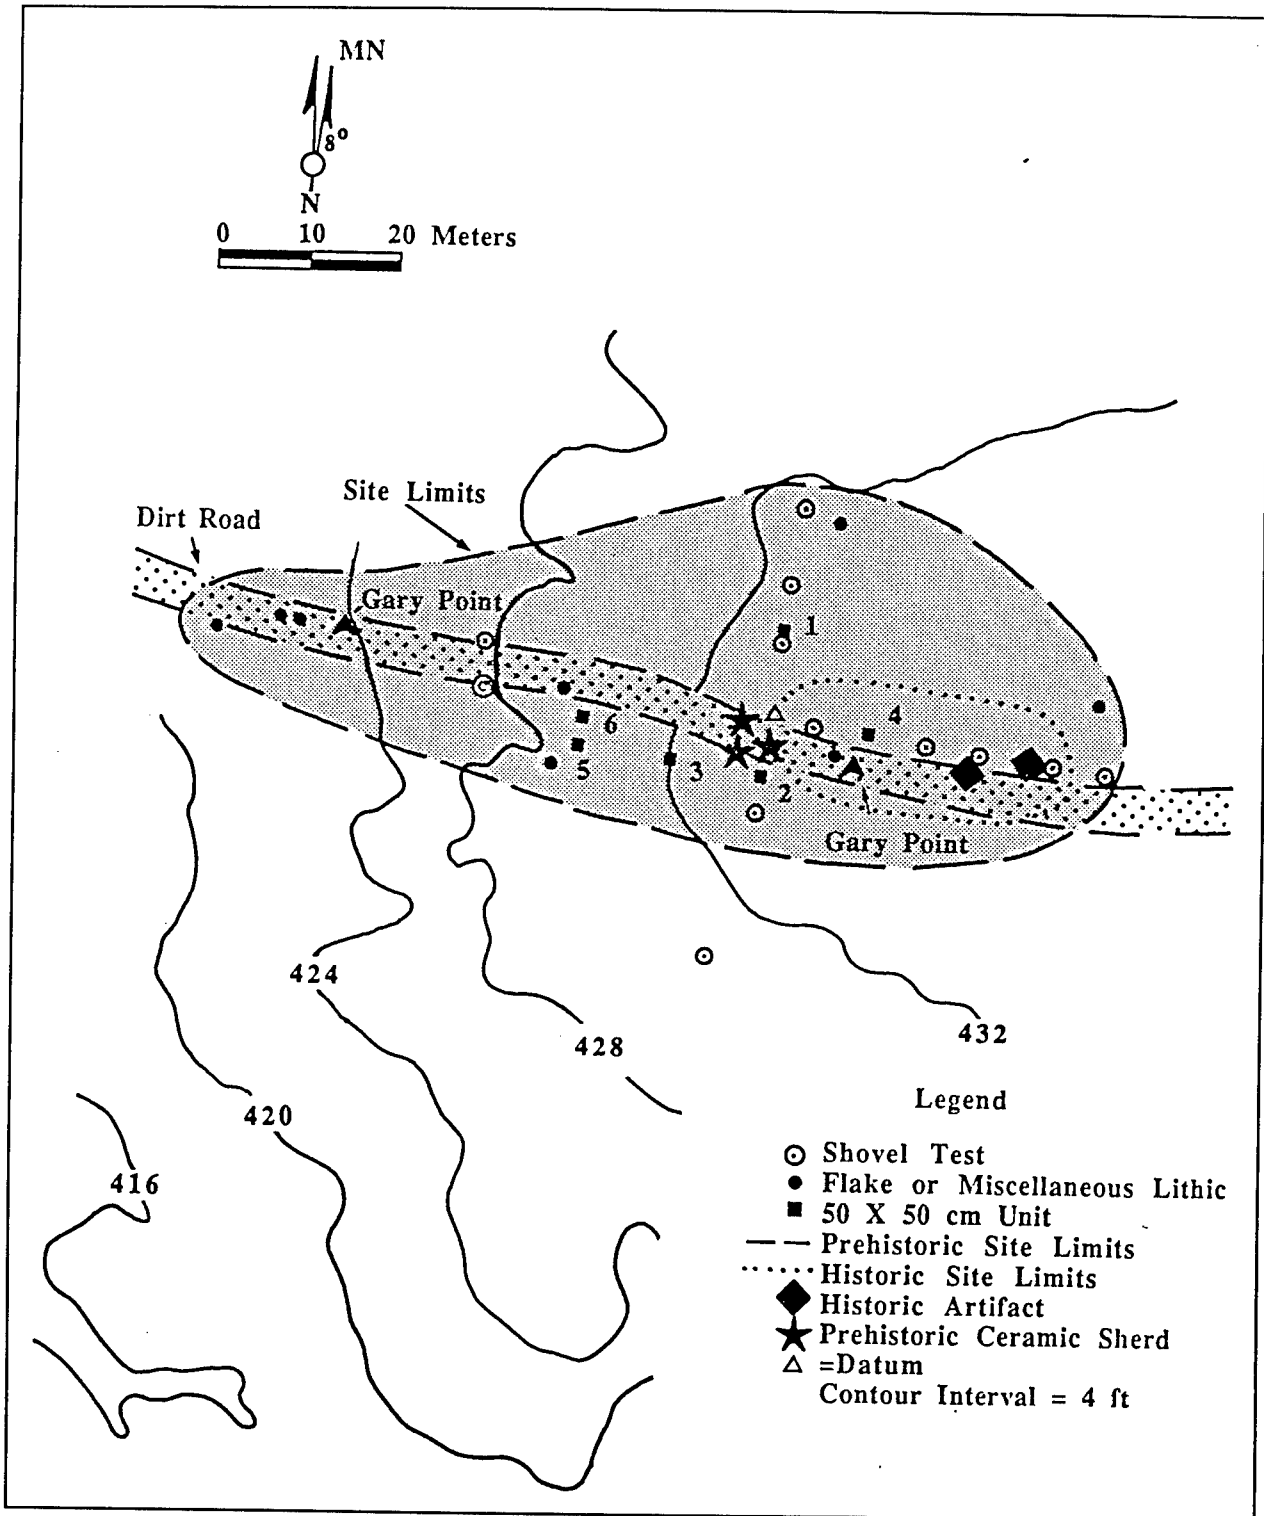 MN
8°
N
0 10 20 Meters
Site Limits
Dirt Road
Gary Point
1
4
6
5
3
2
Gary Point
424
432
428
420
416
Legend
Shovel Test
Flake or Miscellaneous Lithic
50 X 50 cm Unit
Prehistoric Site Limits
Historic Site Limits
Historic Artifact
Prehistoric Ceramic Sherd
=Datum
Contour Interval = 4 ft